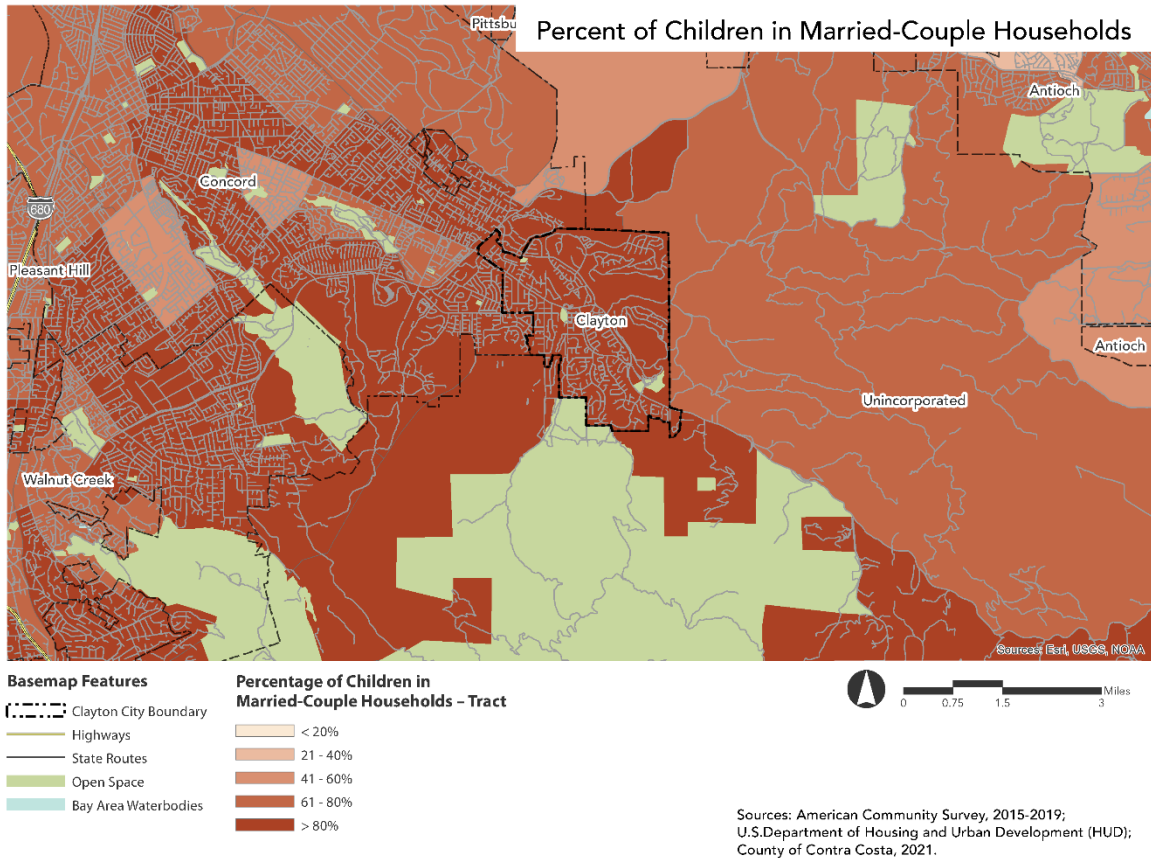 Percent of Children in Married-Couple Households
Pittsbu
Antioch
Concord
680
Pleasant Hill
Clayton
Antioch
Unincorporated
Walnut Creek
Sources: Esri, USGS, NOAA
Basemap Features
Clayton City Boundary
Highways
State Routes
Open Space
Bay Area Waterbodies
Percentage of Children in
Married-Couple Households – Tract
< 20%
21 - 40%
41 - 60%
61 - 80%
> 80%
Miles
0 0.75 1.5 3
Sources: American Community Survey, 2015-2019;
U.S.Department of Housing and Urban Development (HUD);
County of Contra Costa, 2021.